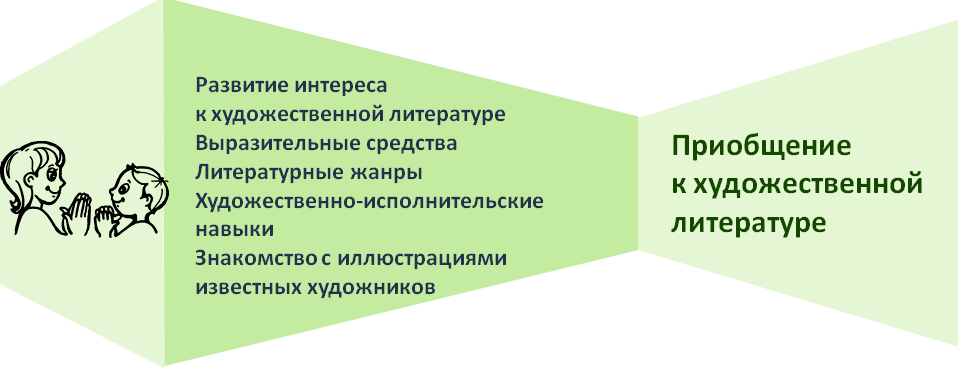 Развитие интереса
к художественной литературе
Выразительные средства
Литературные жанры
Художественно-исполнительские
навыки
Знакомство с иллюстрациями
известных художников
Приобщение
к художественной
литературе